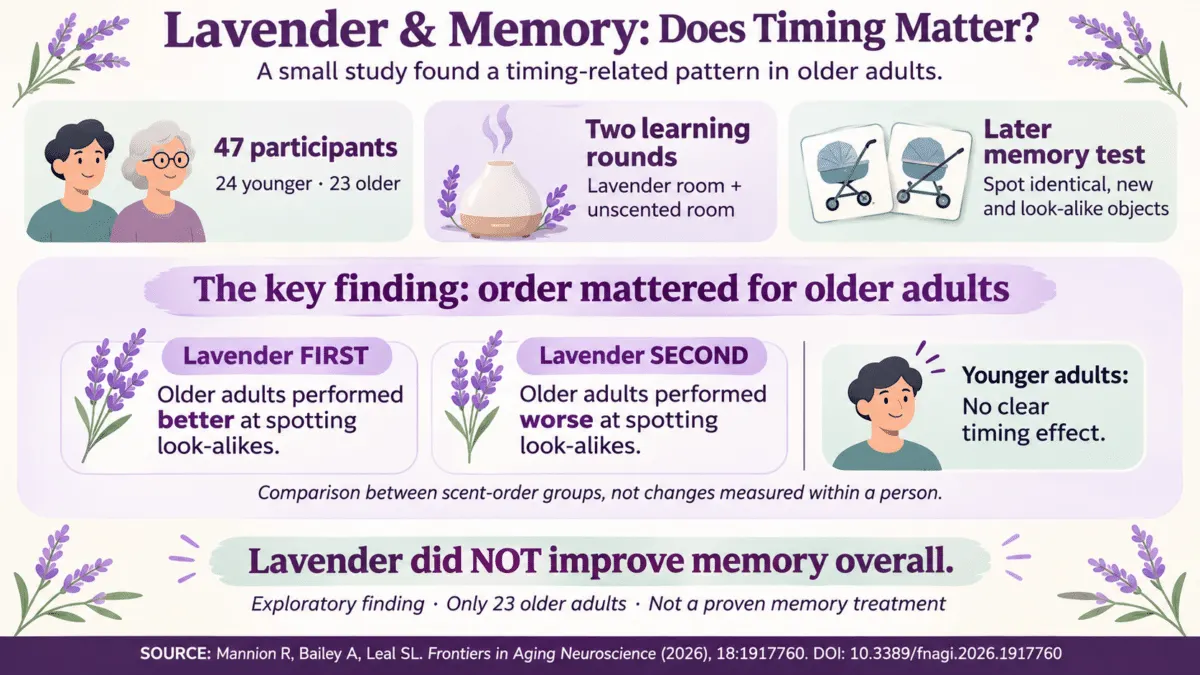 Lavender & Memory: Does Timing Matter?
A small study found a timing-related pattern in older adults.
47 participants
24 younger · 23 older
Two learning
rounds
Lavender room +
unscented room
Later
memory test
Spot identical, new
and look-alike objects
The key finding: order mattered for older adults
Lavender FIRST
Older adults performed
better at spotting
look-alikes.
Lavender SECOND
Older adults performed
worse at spotting
look-alikes.
Younger adults:
No clear
timing effect.
Comparison between scent-order groups, not changes measured within a person.
Lavender did NOT improve memory overall.
Exploratory finding · Only 23 older adults · Not a proven memory treatment
SOURCE: Mannion R, Bailey A, Leal SL. Frontiers in Aging Neuroscience (2026), 18:1917760. DOI: 10.3389/fnagi.2026.1917760